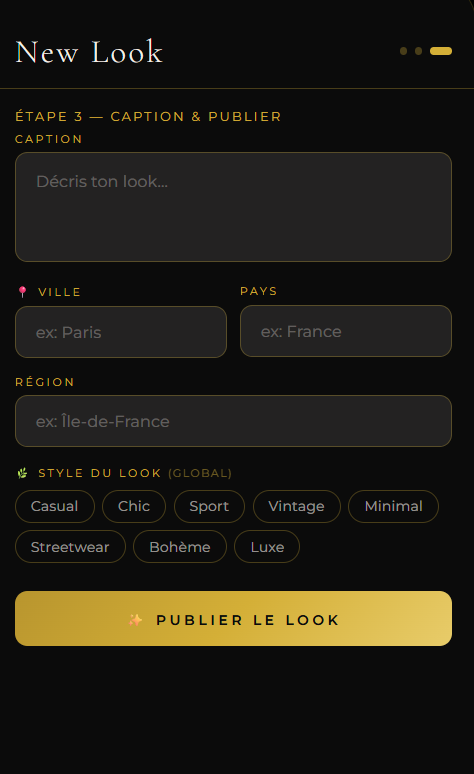 New Look
ÉTAPE 3 — CAPTION & PUBLIER
CAPTION
Décris ton look...
📍 VILLE
PAYS
ex: Paris
ex: France
RÉGION
ex: Île-de-France
🌿 STYLE DU LOOK (GLOBAL)
Casual Chic Sport Vintage Minimal
Streetwear Bohème Luxe
✨ PUBLIER LE LOOK